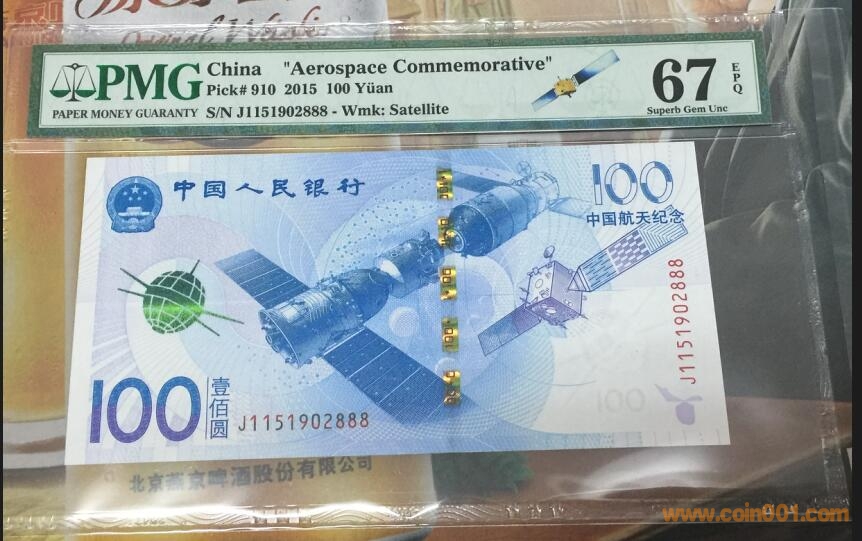 PMG
PAPER MONEY GUARANTY
China "Aerospace Commemorative"
Pick# 910 2015 100 Yüan
S/N J1151902888 - Wmk: Satellite
67
EPQ
Superb Gem Unc
中国人民银行
100
中国航天纪念
J1151902888
100
壹佰圆
J1151902888
100
北京燕京啤酒股份有限公司
www.coin001.com